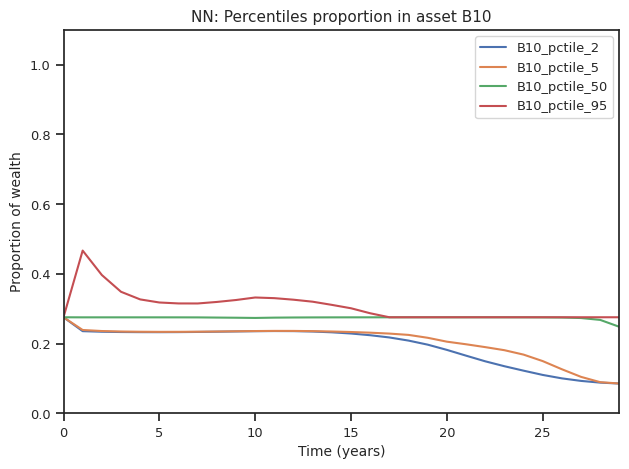 NN: Percentiles proportion in asset B10
B10_pctile_2
B10_pctile_5
B10_pctile_50
B10_pctile_95
Proportion of wealth
1.0
0.8
0.6
0.4
0.2
0.0
0 5 10 15 20 25
Time (years)